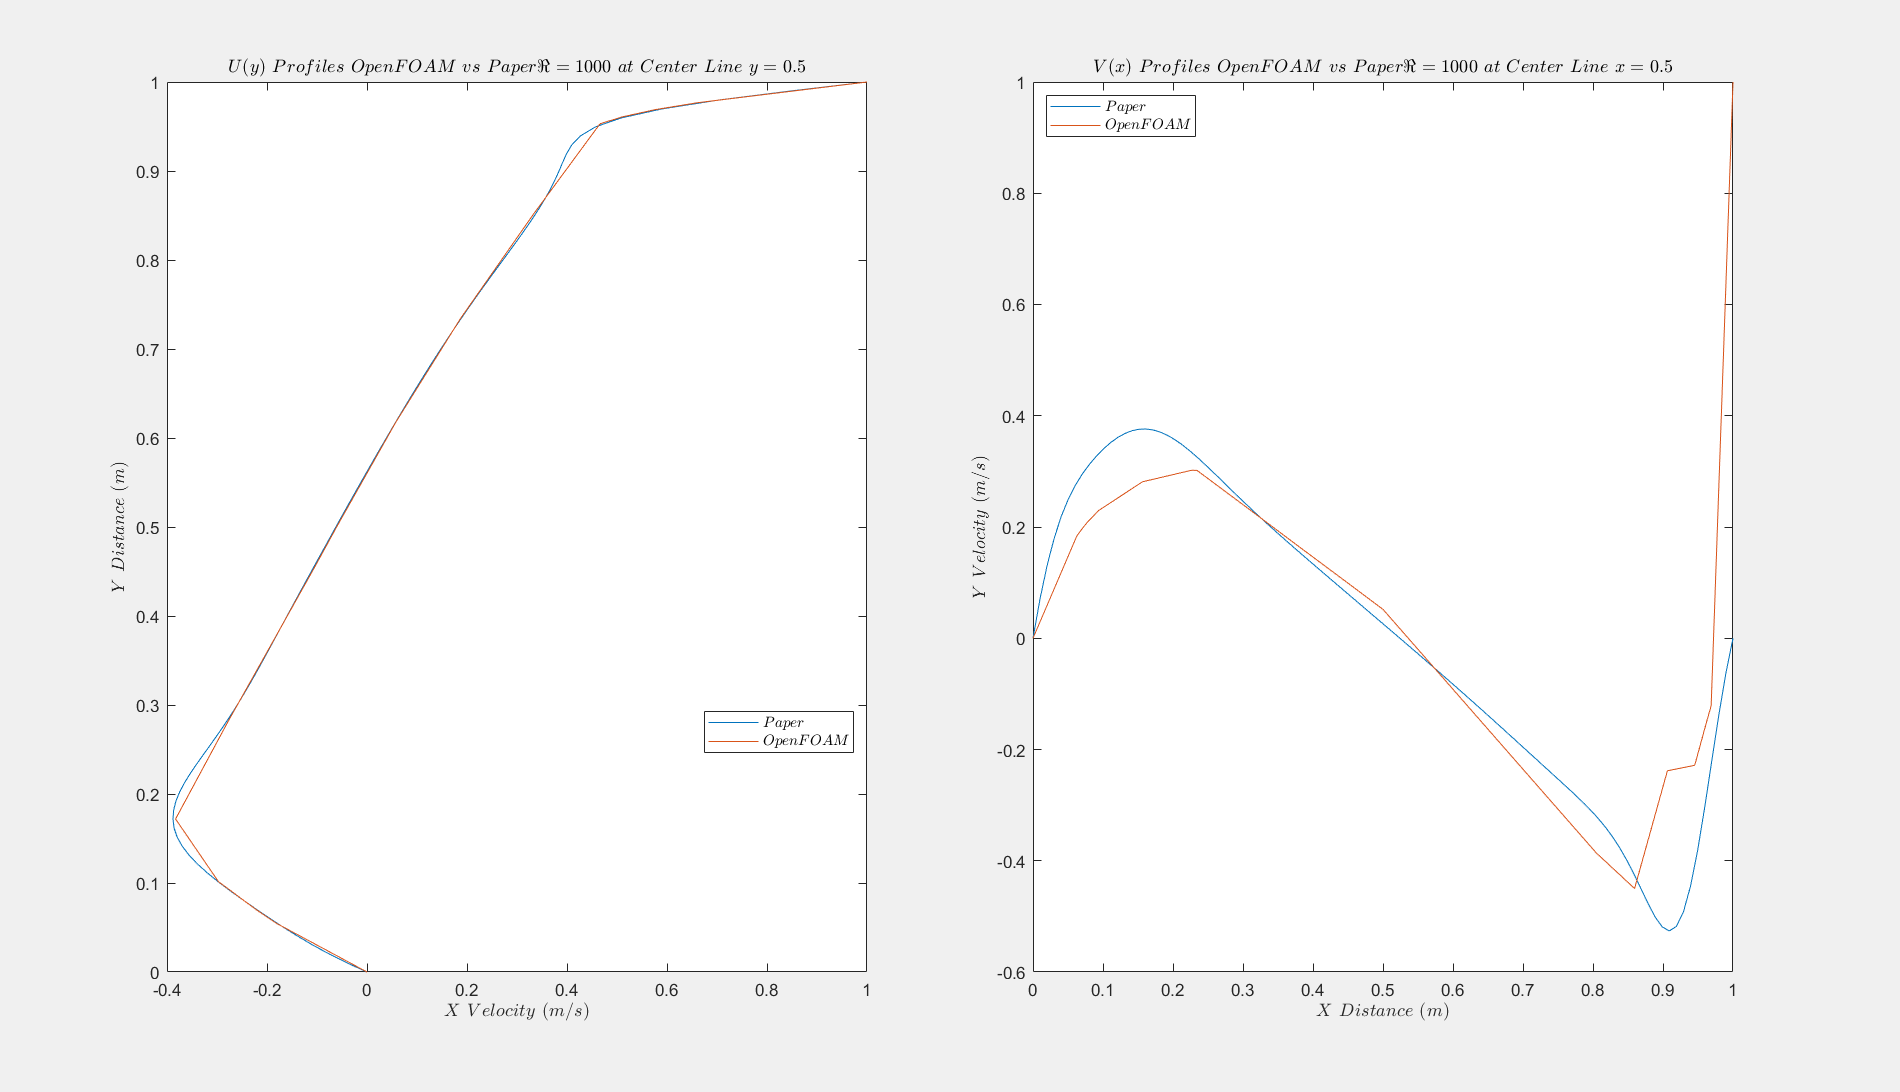 U(y) Profiles OpenFOAM vs Paperℜ = 1000 at Center Line y = 0.5
1
0.9
0.8
0.7
0.6
0.5
0.4
0.3
0.2
0.1
0
Y Distance (m)
Paper
OpenFOAM
-0.4 -0.2 0 0.2 0.4 0.6 0.8 1
X Velocity (m/s)
V(x) Profiles OpenFOAM vs Paperℜ = 1000 at Center Line x = 0.5
Paper
OpenFOAM
1
0.8
0.6
0.4
0.2
0
-0.2
-0.4
-0.6
Y Velocity (m/s)
0 0.1 0.2 0.3 0.4 0.5 0.6 0.7 0.8 0.9 1
X Distance (m)